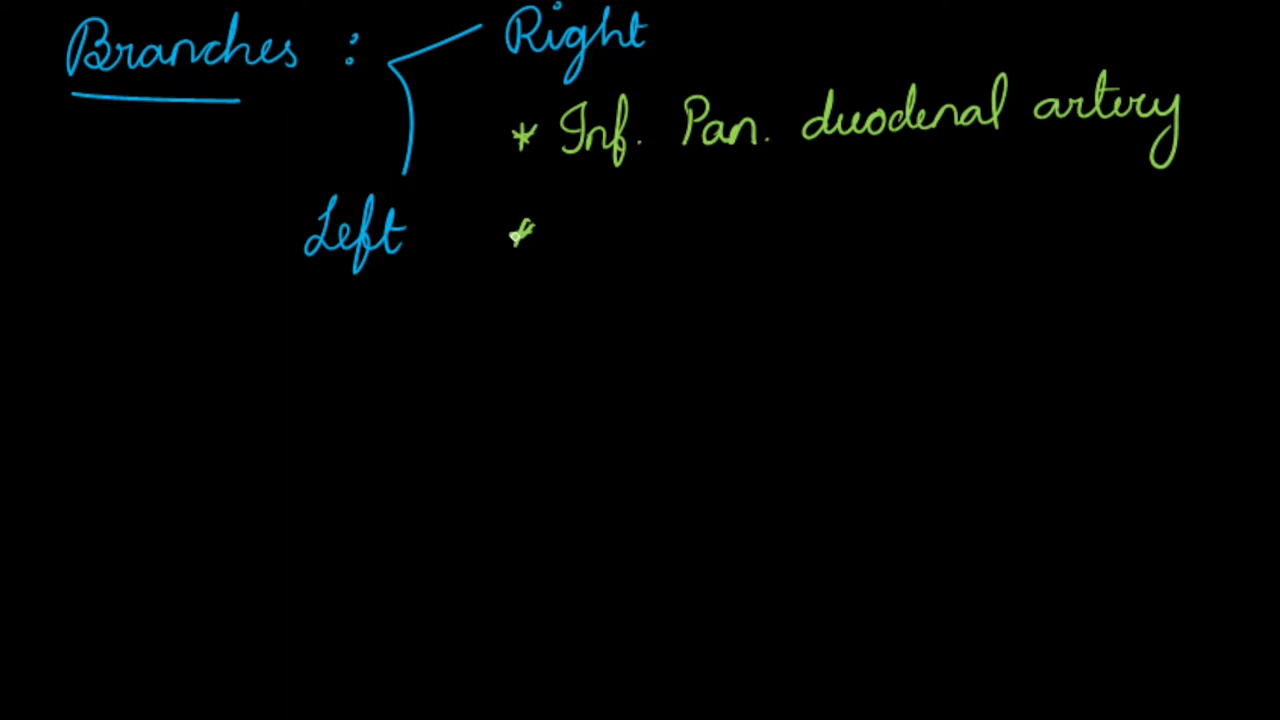 Branches : Right
* Inf. Pan. duodenal artery
Left *